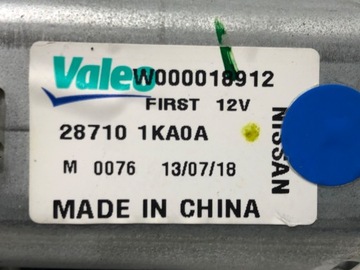 Valeo W000018912
FIRST 12V
28710 1KA0A
M 0076 13/07/18
NISSAN
MADE IN CHINA